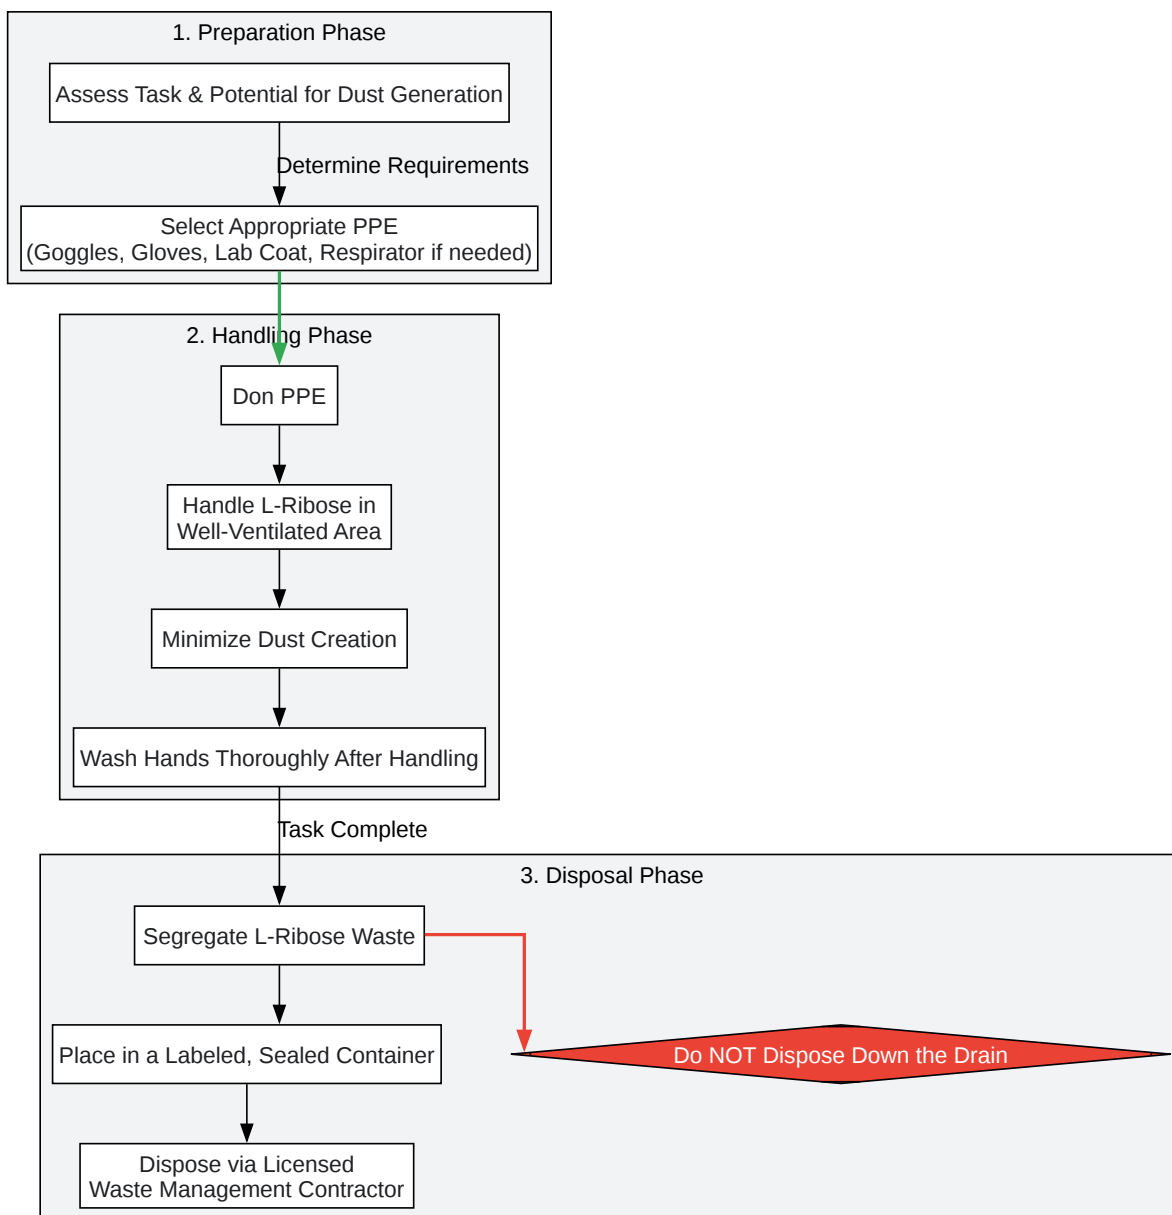 1. Preparation Phase
Assess Task & Potential for Dust Generation
Determine Requirements
Select Appropriate PPE
(Goggles, Gloves, Lab Coat, Respirator if needed)
2. Handling Phase
Don PPE
Handle L-Ribose in
Well-Ventilated Area
Minimize Dust Creation
Wash Hands Thoroughly After Handling
Task Complete
3. Disposal Phase
Segregate L-Ribose Waste
Place in a Labeled, Sealed Container
Do NOT Dispose Down the Drain
Dispose via Licensed
Waste Management Contractor